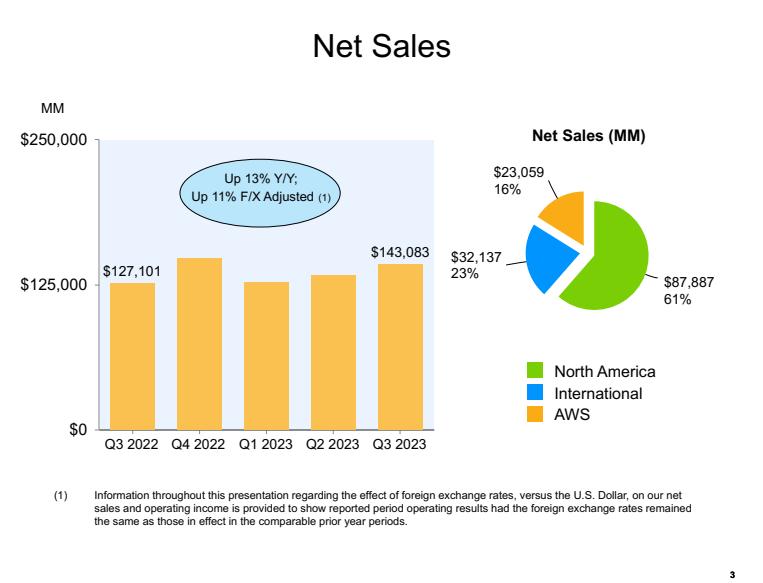 Net Sales
MM
$250,000
$125,000
$0
Up 13% Y/Y;
Up 11% F/X Adjusted (1)
$127,101
$143,083
Q3 2022
Q4 2022
Q1 2023
Q2 2023
Q3 2023
Net Sales (MM)
$23,059
16%
$32,137
23%
$87,887
61%
North America
International
AWS
(1) Information throughout this presentation regarding the effect of foreign exchange rates, versus the U.S. Dollar, on our net
sales and operating income is provided to show reported period operating results had the foreign exchange rates remained
the same as those in effect in the comparable prior year periods.
3